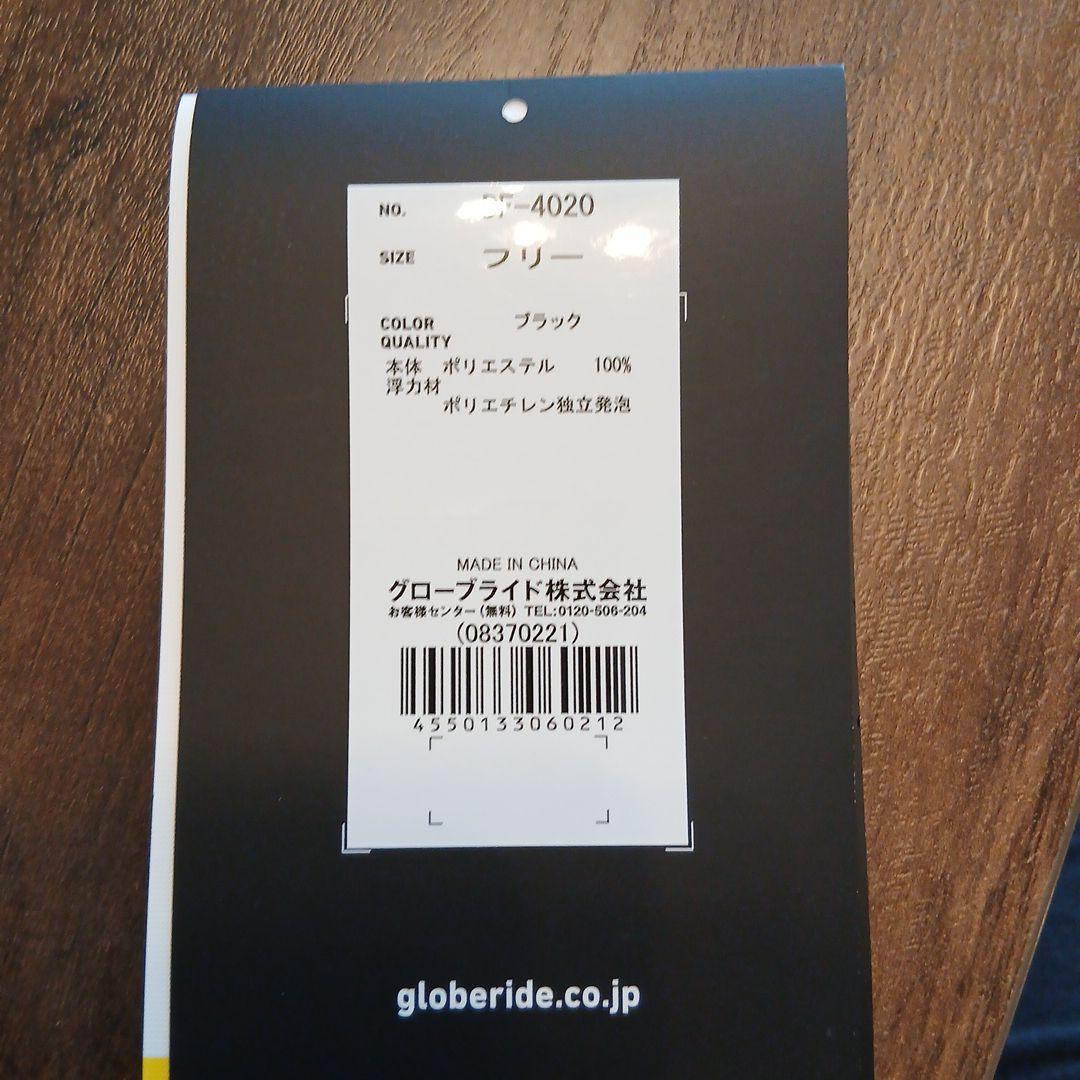 NO. DF-4020
SIZE フリー
COLOR ブラック
QUALITY
本体 ポリエステル 100%
浮力材
ポリエチレン独立発泡
MADE IN CHINA
グローブライド株式会社
お客様センター(無料) TEL:0120-506-204
(08370221)
4550133060212
globeride.co.jp